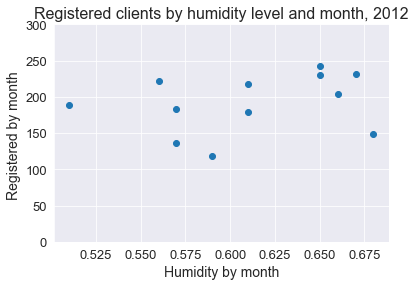 Registered clients by humidity level and month, 2012
300
250
200
150
100
50
0
Registered by month
0.525 0.550 0.575 0.600 0.625 0.650 0.675
Humidity by month